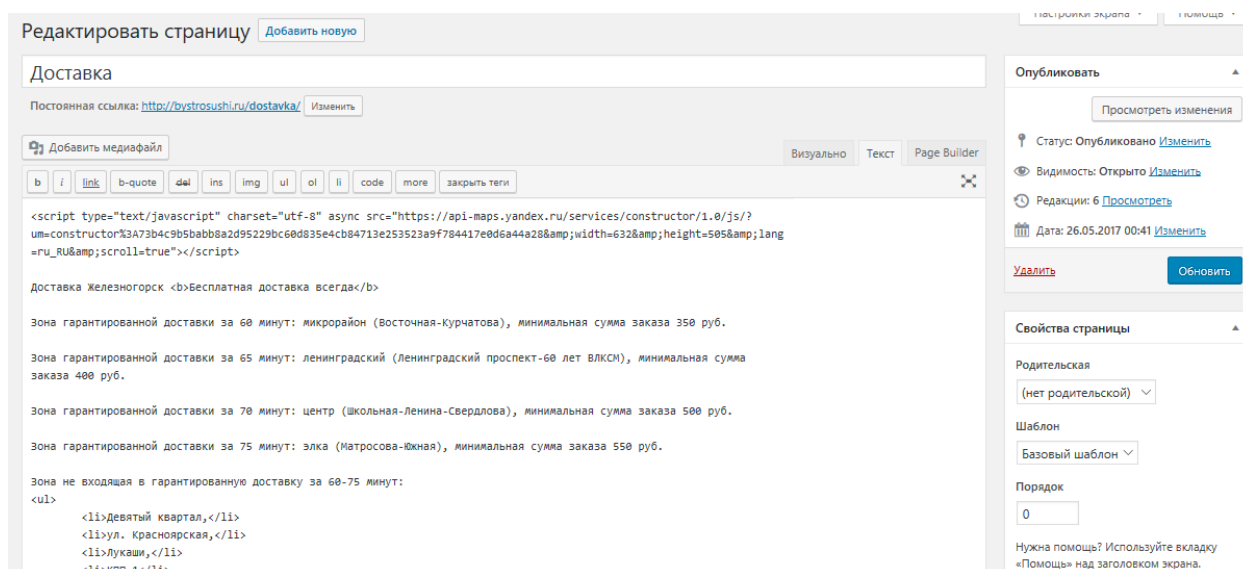 Настройки экрана Помощь
Редактировать страницу Добавить новую
Доставка
Постоянная ссылка: http://bystrosushi.ru/dostavka/ Изменить
Добавить медиафайл
Визуально Текст Page Builder
b i link b-quote del ins img ul ol li code more закрыть теги
<script type="text/javascript" charset="utf-8" async src="https://api-maps.yandex.ru/services/constructor/1.0/js/?
um=constructor%3A73b4c9b5babb8a2d95229bc60d835e4cb84713e253523a9f784417e0d6a44a28&amp;width=632&amp;height=505&amp;lang
=ru_RU&amp;scroll=true"></script>
Доставка Железногорск <b>Бесплатная доставка всегда</b>
Зона гарантированной доставки за 60 минут: микрорайон (Восточная-Курчатова), минимальная сумма заказа 350 руб.
Зона гарантированной доставки за 65 минут: ленинградский (Ленинградский проспект-60 лет ВЛКСМ), минимальная сумма
заказа 400 руб.
Зона гарантированной доставки за 70 минут: центр (Школьная-Ленина-Свердлова), минимальная сумма заказа 500 руб.
Зона гарантированной доставки за 75 минут: элка (Матросова-Южная), минимальная сумма заказа 550 руб.
Зона не входящая в гарантированную доставку за 60-75 минут:
<ul>
<li>Девятый квартал,</li>
<li>ул. Красноярская,</li>
<li>Лукаши,</li>
<li>КПП-1</li>
Опубликовать
Просмотреть изменения
Статус: Опубликовано Изменить
Видимость: Открыто Изменить
Редакции: 6 Просмотреть
Дата: 26.05.2017 00:41 Изменить
Удалить Обновить
Свойства страницы
Родительская
(нет родительской)
Шаблон
Базовый шаблон
Порядок
0
Нужна помощь? Используйте вкладку
«Помощь» над заголовком экрана.